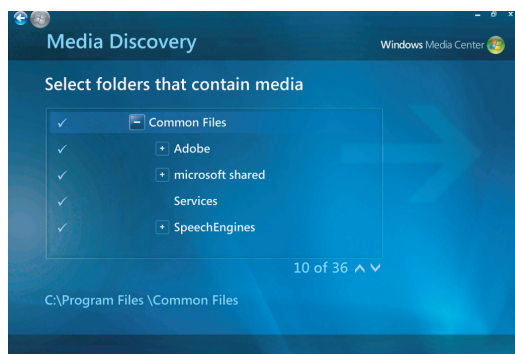 Media Discovery
Windows Media Center
Select folders that contain media
Common Files
Adobe
microsoft shared
Services
SpeechEngines
10 of 36
C:\Program Files \Common Files